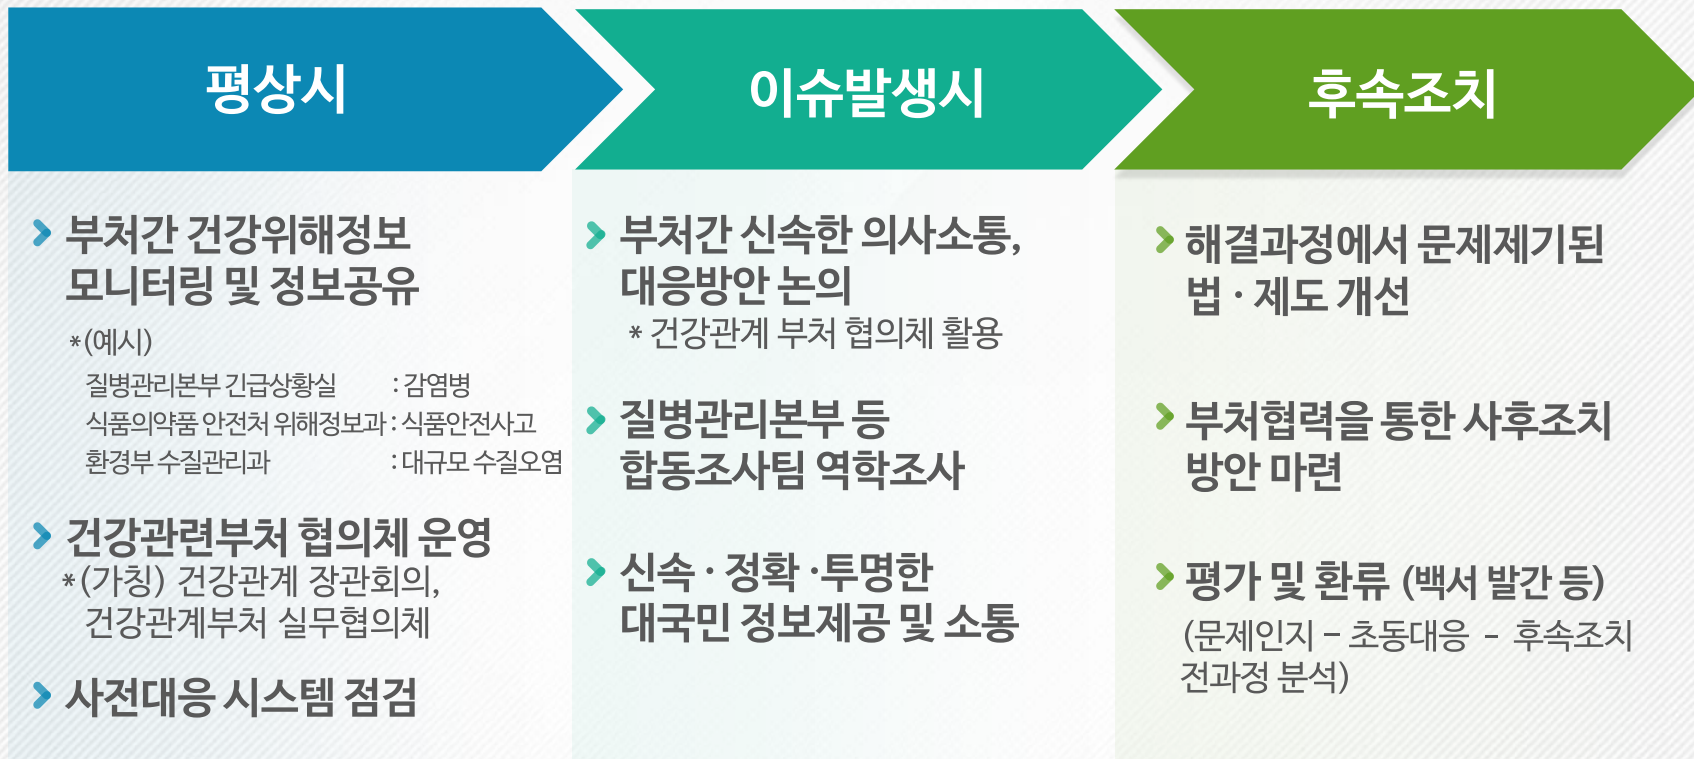 평상시
부처간 건강위해정보
모니터링 및 정보공유
*(예시)
질병관리본부 긴급상황실 : 감염병
식품의약품 안전처 위해정보과 : 식품안전사고
환경부 수질관리과 : 대규모 수질오염
건강관련부처 협의체 운영
*(가칭) 건강관계 장관회의,
건강관계부처 실무협의체
사전대응 시스템 점검
이슈발생시
부처간 신속한 의사소통,
대응방안 논의
* 건강관계 부처 협의체 활용
질병관리본부 등
합동조사팀 역학조사
신속 · 정확 ·투명한
대국민 정보제공 및 소통
후속조치
해결과정에서 문제제기된
법 · 제도 개선
부처협력을 통한 사후조치
방안 마련
평가 및 환류 (백서 발간 등)
(문제인지 – 초동대응 - 후속조치
전과정 분석)